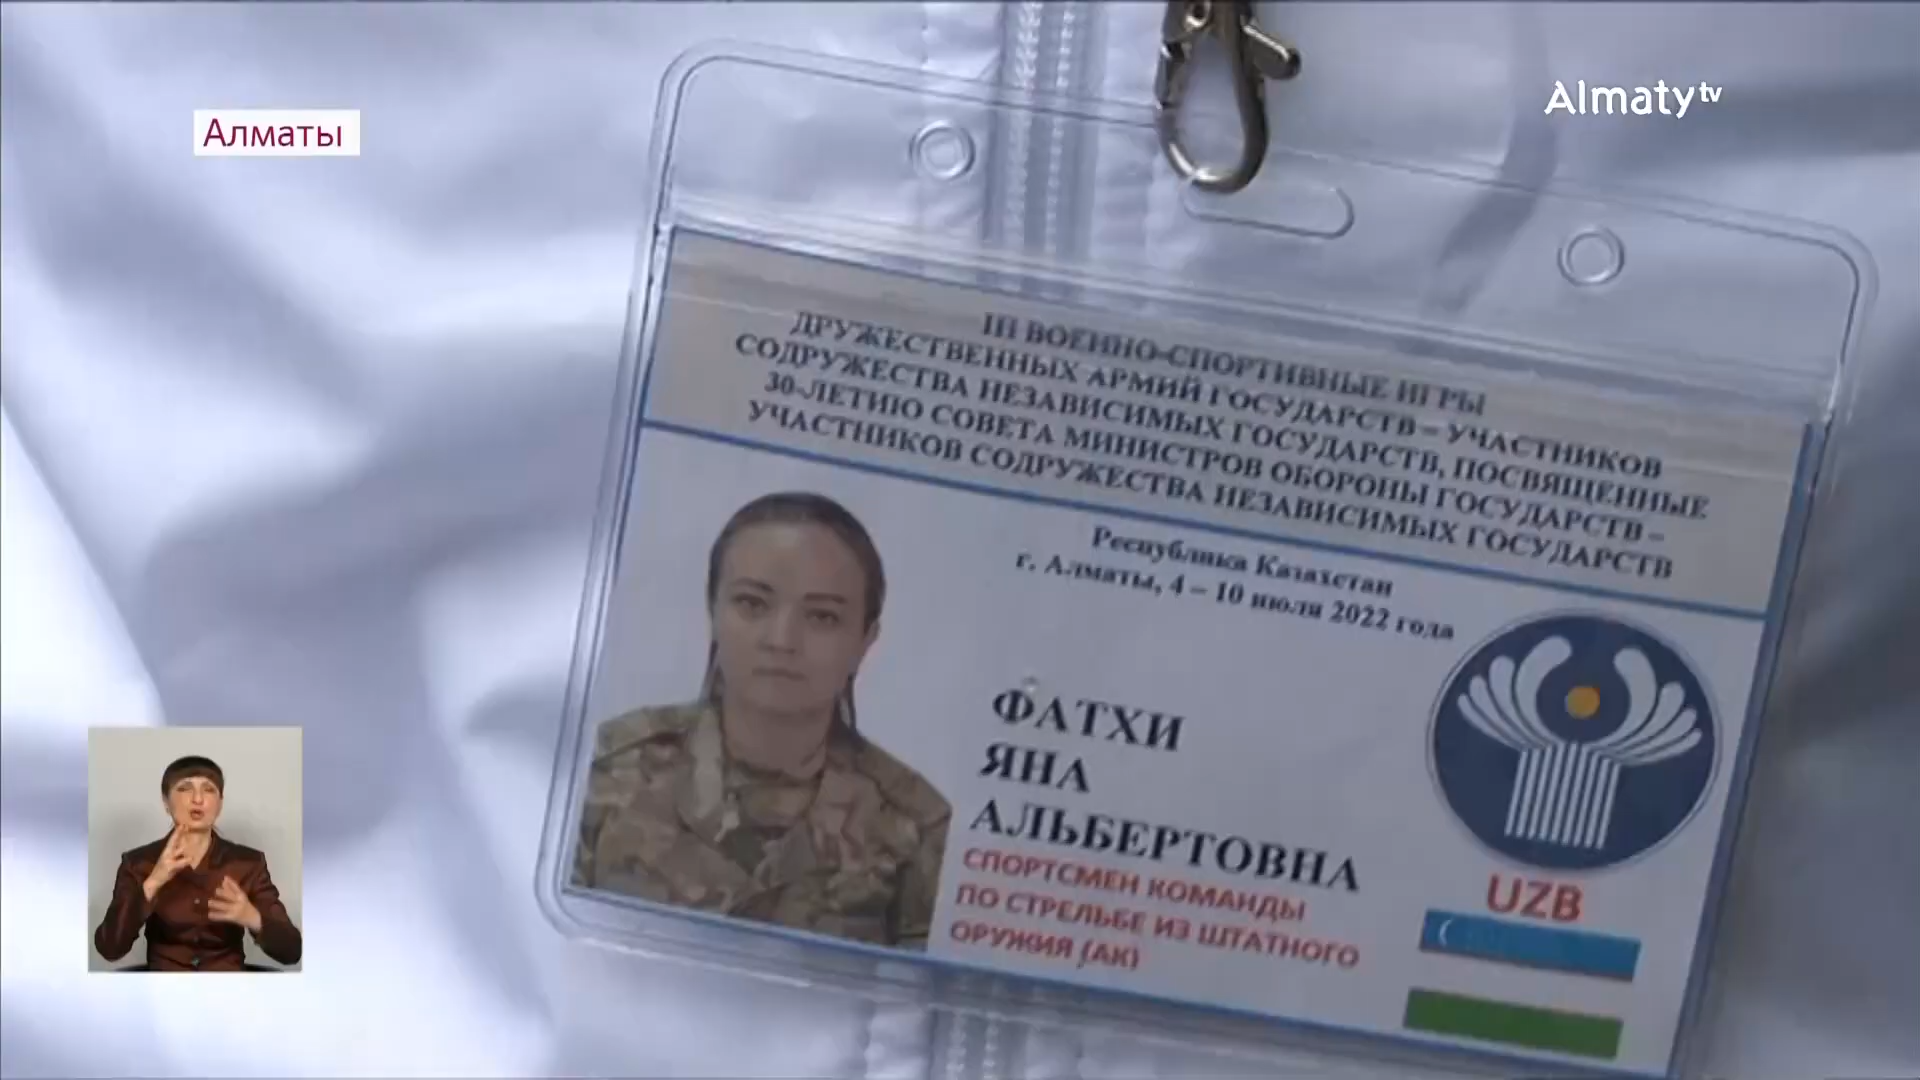 Almaty tv
Алматы
III ВОЕННО-СПОРТИВНЫЕ ИГРЫ
ДРУЖЕСТВЕННЫХ АРМИЙ ГОСУДАРСТВ – УЧАСТНИКОВ
СОДРУЖЕСТВА НЕЗАВИСИМЫХ ГОСУДАРСТВ, ПОСВЯЩЕННЫЕ
30-ЛЕТИЮ СОВЕТА МИНИСТРОВ ОБОРОНЫ ГОСУДАРСТВ –
УЧАСТНИКОВ СОДРУЖЕСТВА НЕЗАВИСИМЫХ ГОСУДАРСТВ
Республика Казахстан
г. Алматы, 4 – 10 июля 2022 года
ФАТХИ
ЯНА
АЛЬБЕРТОВНА
СПОРТСМЕН КОМАНДЫ
ПО СТРЕЛЬБЕ ИЗ ШТАТНОГО
ОРУЖИЯ (АК)
UZB